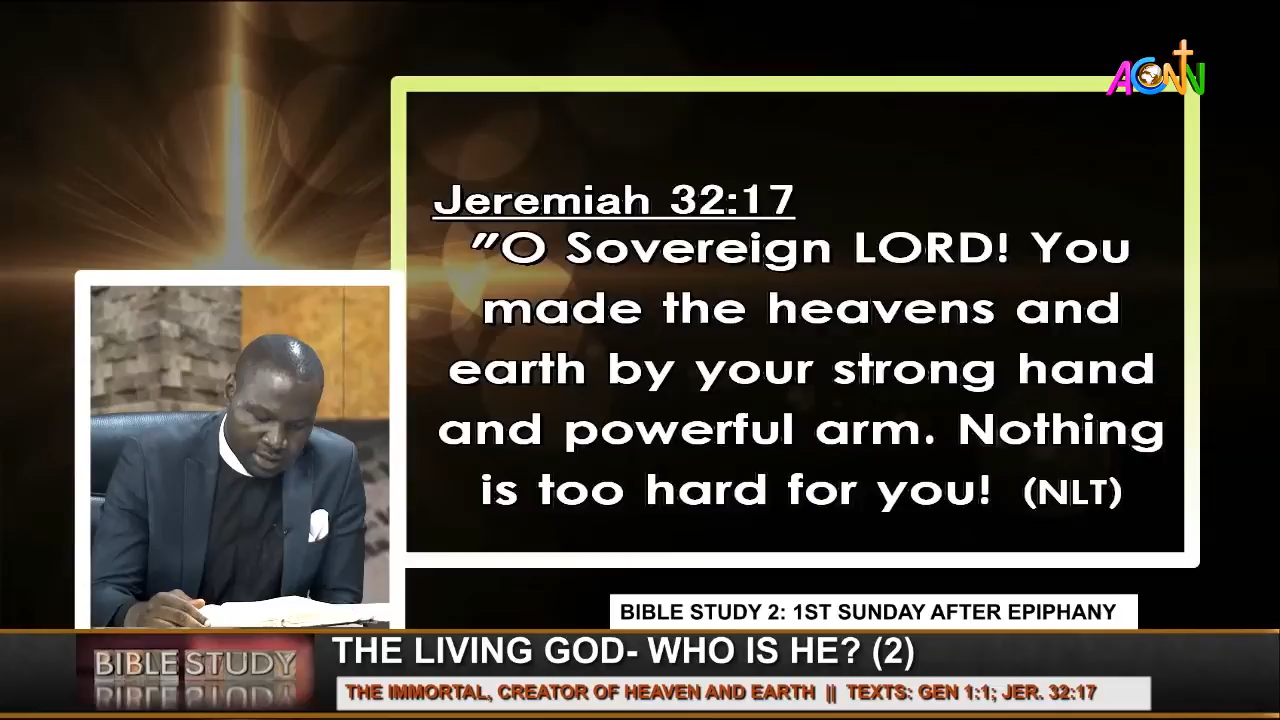 ACNN
Jeremiah 32:17
"O Sovereign LORD! You
made the heavens and
earth by your strong hand
and powerful arm. Nothing
is too hard for you! (NLT)
BIBLE STUDY 2: 1ST SUNDAY AFTER EPIPHANY
BIBLE STUDY
THE LIVING GOD- WHO IS HE? (2)
THE IMMORTAL, CREATOR OF HEAVEN AND EARTH || TEXTS: GEN 1:1; JER. 32:17